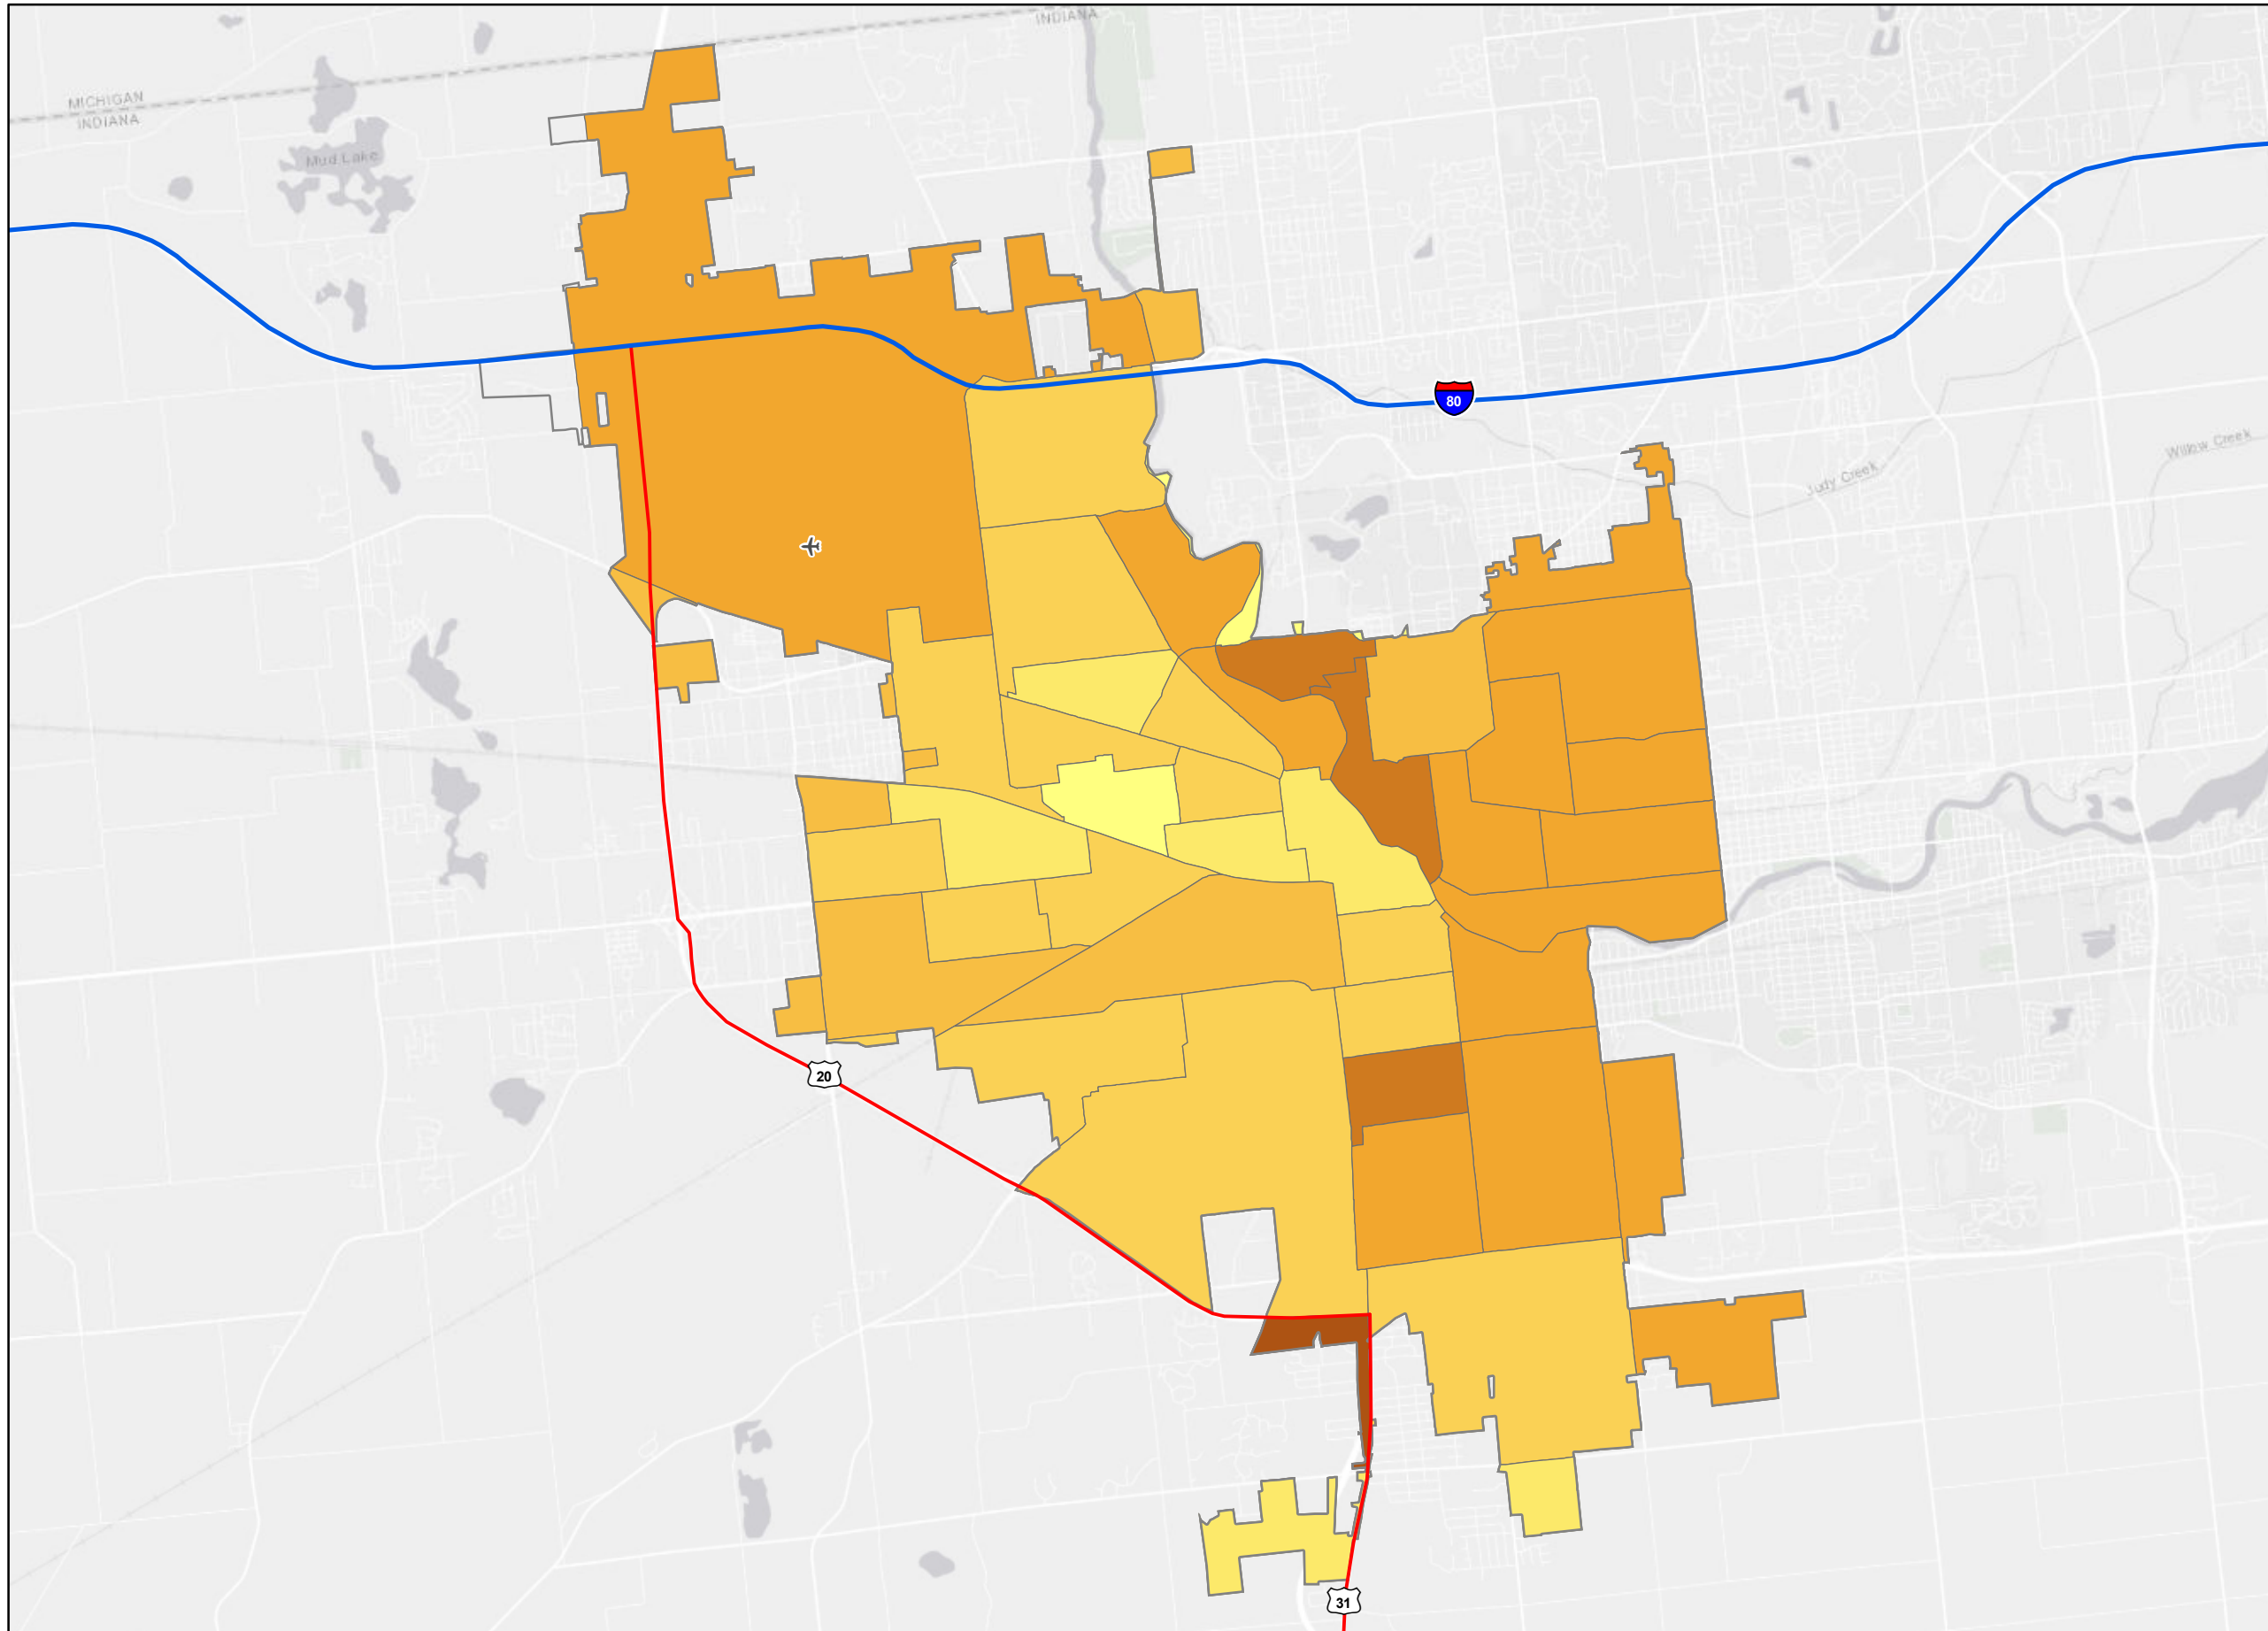 INDIANA
MICHIGAN
INDIANA
Mud Lake
80
Willow Creek
Judy Creek
20
31